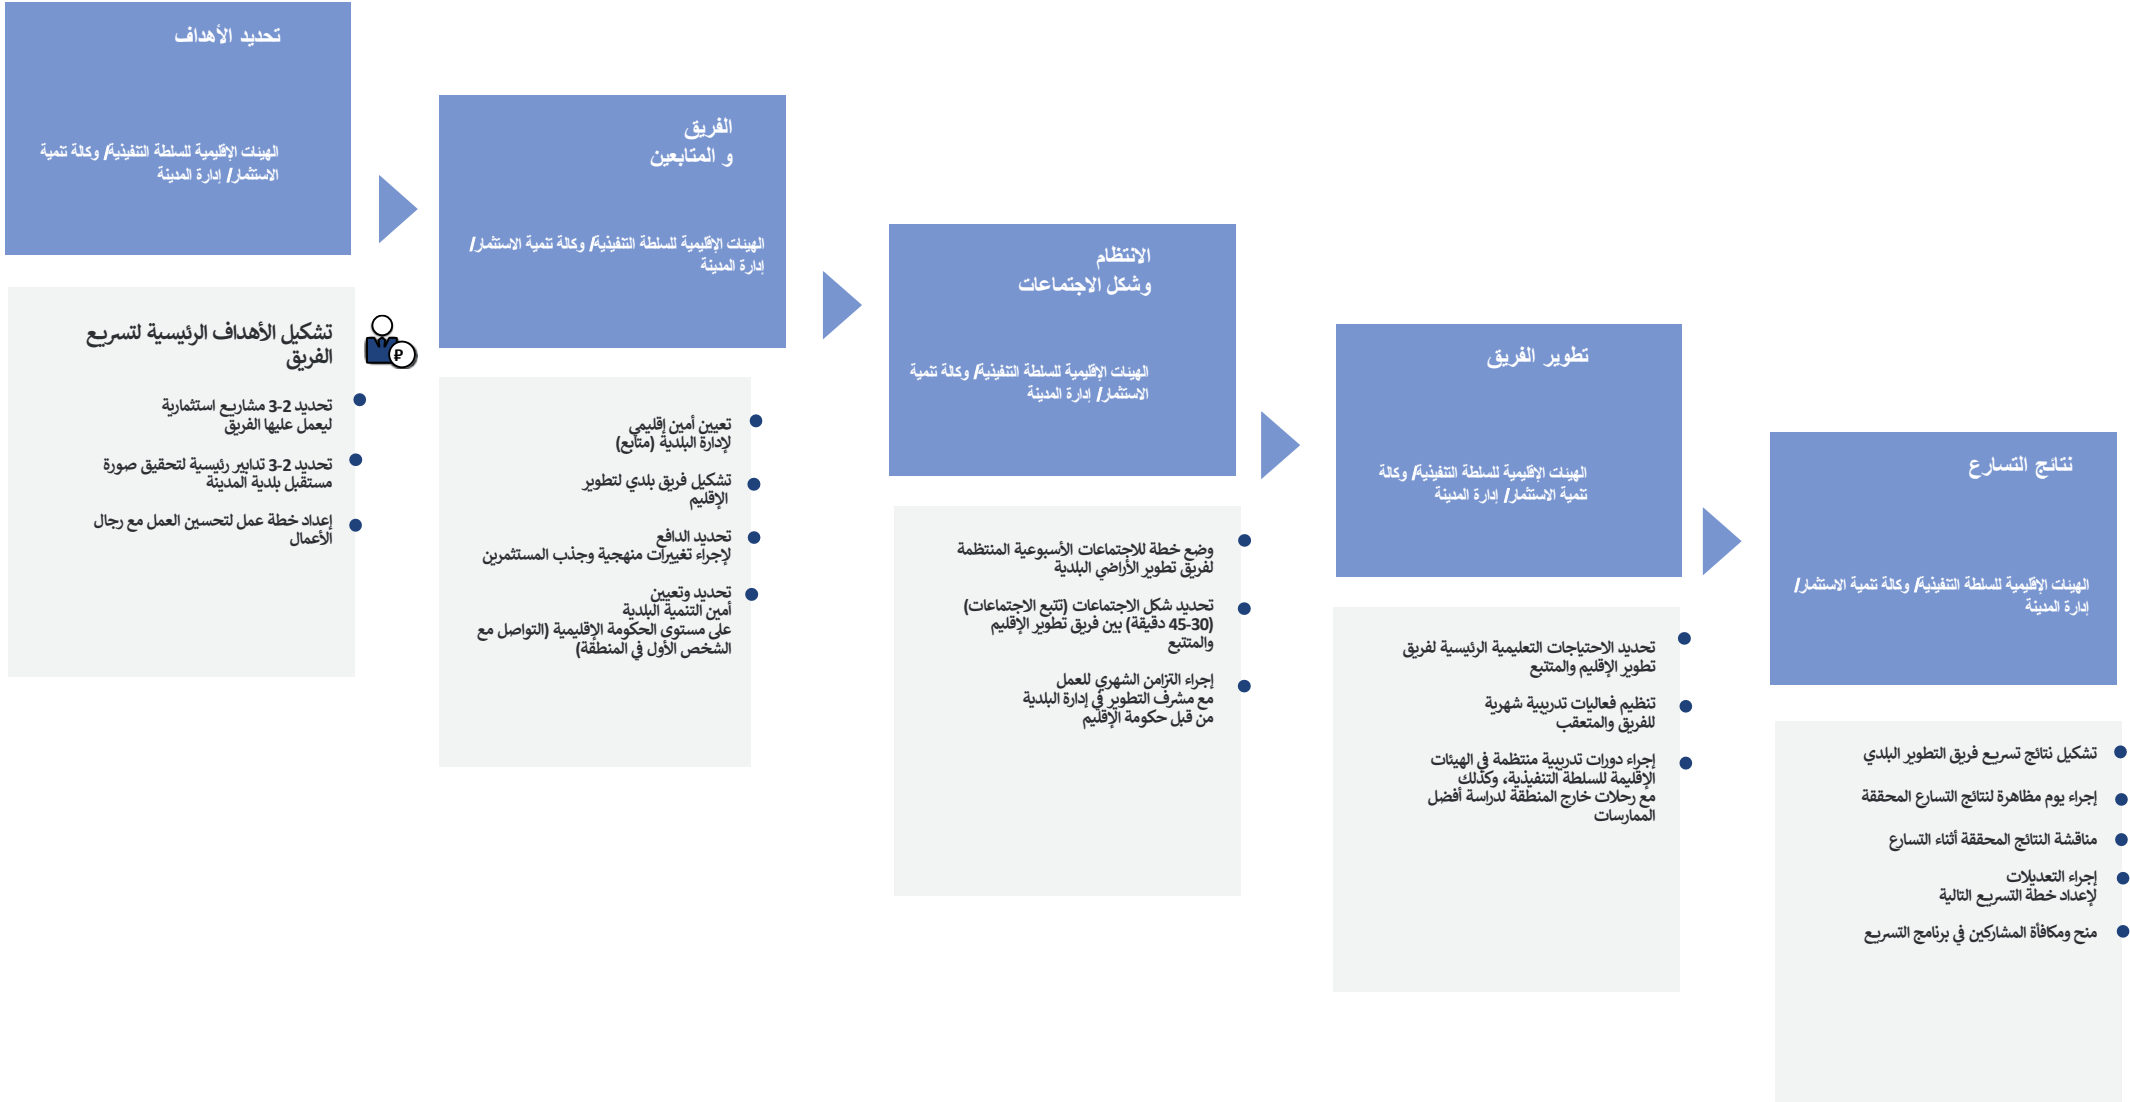 تحديد الأهداف
الهيئات الإقليمية للسلطة التنفيذية/ وكالة تنمية
الاستثمار/ إدارة المدينة
تشكيل الأهداف الرئيسية لتسريع
الفريق
تحديد 2-3 مشاريع استثمارية
ليعمل عليها الفريق
تحديد 2-3 تدابير رئيسية لتحقيق صورة
مستقبل بلدية المدينة
إعداد خطة عمل لتحسين العمل مع رجال
الأعمال
₽
الفريق
و المتابعين
الهيئات الإقليمية للسلطة التنفيذية/ وكالة تنمية الاستثمار/
إدارة المدينة
تعيين أمين إقليمي
لإدارة البلدية (متابع)
تشكيل فريق بلدي لتطوير
الإقليم
تحديد الدافع
لإجراء تغييرات منهجية وجذب المستثمرين
تحديد وتعيين
أمين التنمية البلدية
على مستوى الحكومة الإقليمية (التواصل مع
الشخص الأول في المنطقة)
الانتظام
وشكل الاجتماعات
الهيئات الإقليمية للسلطة التنفيذية/ وكالة تنمية
الاستثمار/ إدارة المدينة
وضع خطة للاجتماعات الأسبوعية المنتظمة
لفريق تطوير الأراضي البلدية
تحديد شكل الاجتماعات (تتبع الاجتماعات)
(30-45 دقيقة) بين فريق تطوير الإقليم
والمتتبع
إجراء التزامن الشهري للعمل
مع مشرف التطوير في إدارة البلدية
من قبل حكومة الإقليم
تطوير الفريق
الهيئات الإقليمية للسلطة التنفيذية/ وكالة
تنمية الاستثمار/ إدارة المدينة
تحديد الاحتياجات التعليمية الرئيسية لفريق
تطوير الإقليم والمتتبع
تنظيم فعاليات تدريبية شهرية
للفريق والمتعقب
إجراء دورات تدريبية منتظمة في الهيئات
الإقليمة للسلطة التنفيذية، وكذلك
مع رحلات خارج المنطقة لدراسة أفضل
الممارسات
نتائج التسارع
الهيئات الإقليمية للسلطة التنفيذية/ وكالة تنمية الاستثمار/
إدارة المدينة
تشكيل نتائج تسريع فريق التطوير البلدي
إجراء يوم مظاهرة لنتائج التسارع المحققة
مناقشة النتائج المحققة أثناء التسارع
إجراء التعديلات
لإعداد خطة التسريع التالية
منح ومكافأة المشاركين في برنامج التسريع